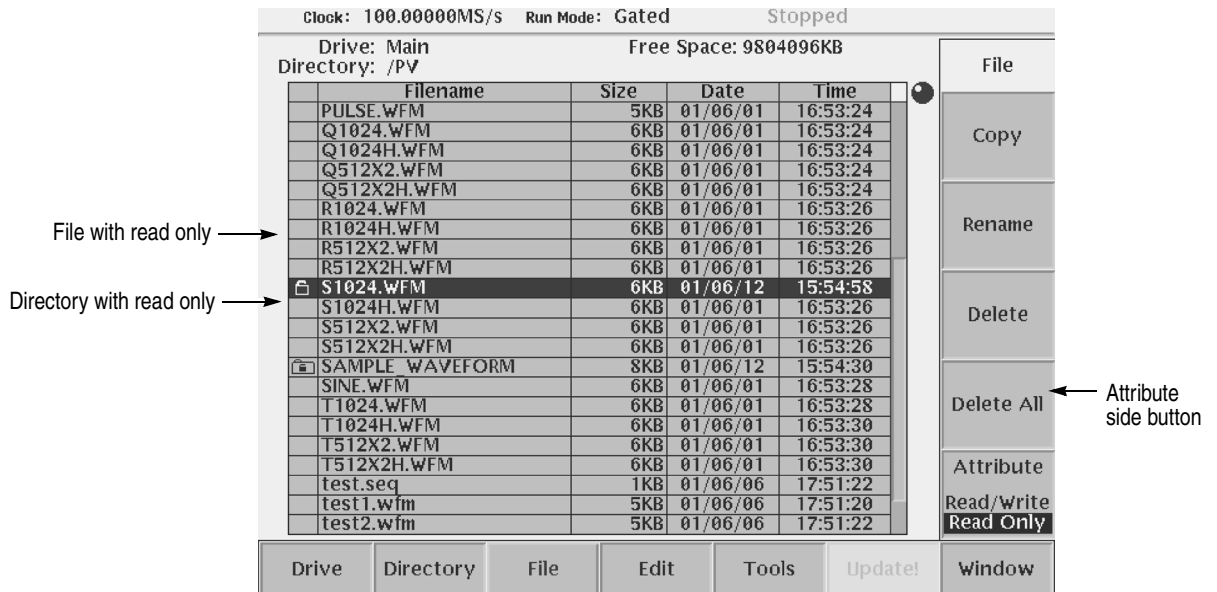 Clock: 100.00000MS/s Run Mode: Gated Stopped
Drive: Main Free Space: 9804096KB
Directory: /PV
Filename Size Date Time
PULSE.WFM 5KB 01/06/01 16:53:24
Q1024.WFM 6KB 01/06/01 16:53:24
Q1024H.WFM 6KB 01/06/01 16:53:24
Q512X2.WFM 6KB 01/06/01 16:53:24
Q512X2H.WFM 6KB 01/06/01 16:53:24
R1024.WFM 6KB 01/06/01 16:53:26
R1024H.WFM 6KB 01/06/01 16:53:26
R512X2.WFM 6KB 01/06/01 16:53:26
R512X2H.WFM 6KB 01/06/01 16:53:26
S1024.WFM 6KB 01/06/12 15:54:58
S1024H.WFM 6KB 01/06/01 16:53:26
S512X2.WFM 6KB 01/06/01 16:53:26
S512X2H.WFM 6KB 01/06/01 16:53:26
SAMPLE_WAVEFORM 8KB 01/06/12 15:54:30
SINE.WFM 6KB 01/06/01 16:53:28
T1024.WFM 6KB 01/06/01 16:53:28
T1024H.WFM 6KB 01/06/01 16:53:30
T512X2.WFM 6KB 01/06/01 16:53:30
T512X2H.WFM 6KB 01/06/01 16:53:30
test.seq 1KB 01/06/06 17:51:22
test1.wfm 5KB 01/06/06 17:51:20
test2.wfm 5KB 01/06/06 17:51:22
File with read only
Directory with read only
File
Copy
Rename
Delete
Delete All
Attribute
Read/Write
Read Only
Attribute
side button
Drive Directory File Edit Tools Update! Window